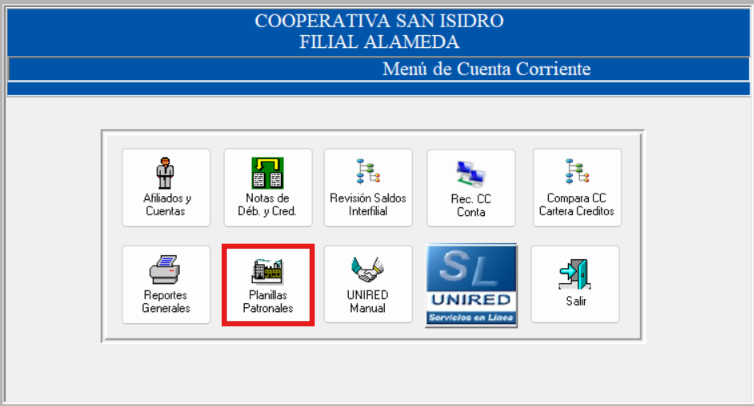 COOPERATIVA SAN ISIDRO
FILIAL ALAMEDA
Menú de Cuenta Corriente
Afiliados y
Cuentas
Notas de
Déb. y Cred.
Revisión Saldos
Interfilial
Rec. CC
Conta
Compara CC
Cartera Creditos
Reportes
Generales
Planillas
Patronales
UNIRED
Manual
SL
UNIRED
Servicios en Línea
Salir